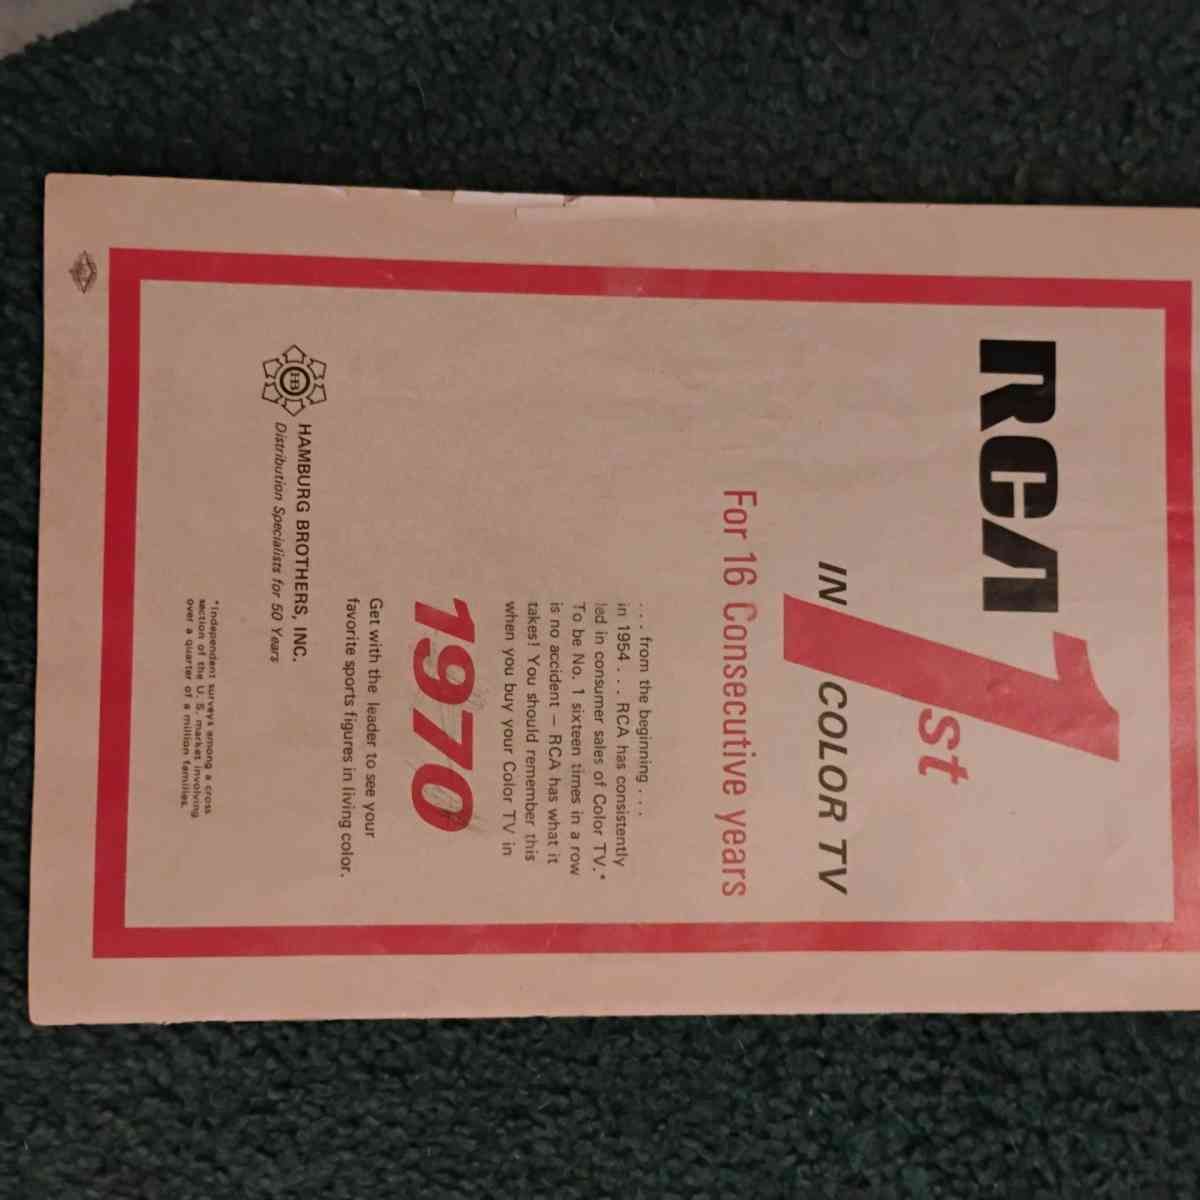 RCA 1st
IN COLOR TV
For 16 Consecutive years
. . . from the beginning . . .
in 1954 . . . RCA has consistently
led in consumer sales of Color TV.*
To be No. 1 sixteen times in a row
is no accident — RCA has what it
takes! You should remember this
when you buy your Color TV in
1970
Get with the leader to see your
favorite sports figures in living color.
HB
HAMBURG BROTHERS, INC.
Distribution Specialists for 50 Years
*Independent surveys among a cross
section of the U. S. market involving
over a quarter of a million families.